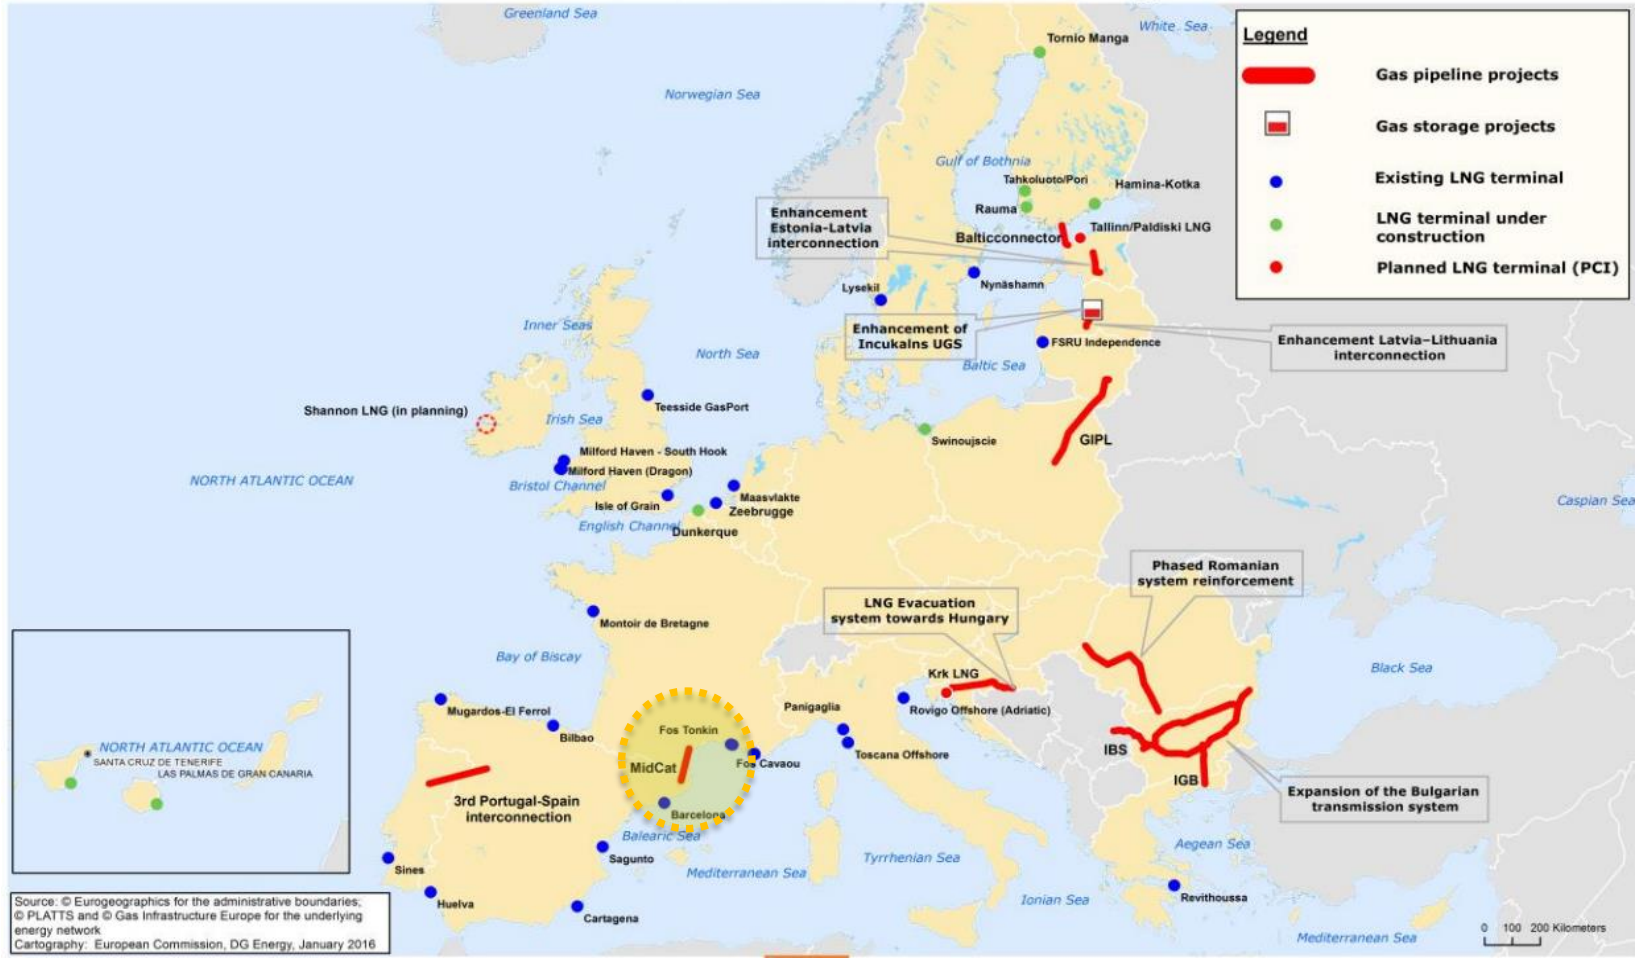 Greenland Sea
White Sea
Tornio Manga
Norwegian Sea
Legend
Gas pipeline projects
Gas storage projects
Existing LNG terminal
LNG terminal under
construction
Planned LNG terminal (PCI)
Gulf of Bothnia
Tahkoluoto/Pori
Hamina-Kotka
Rauma
Enhancement
Estonia-Latvia
interconnection
Balticconnector
Tallinn/Paldiski LNG
Nynäshamn
Lysekil
Inner Seas
Enhancement of
Incukalns UGS
FSRU Independence
Enhancement Latvia–Lithuania
interconnection
North Sea
Baltic Sea
Shannon LNG (in planning)
Irish Sea
Teesside GasPort
Swinoujscie
GIPL
Milford Haven - South Hook
Milford Haven (Dragon)
NORTH ATLANTIC OCEAN
Bristol Channel
Isle of Grain
Maasvlakte
Zeebrugge
English Channel
Dunkerque
Caspian Sea
Phased Romanian
system reinforcement
LNG Evacuation
system towards Hungary
Montoir de Bretagne
Bay of Biscay
Black Sea
Krk LNG
Mugardos-El Ferrol
Bilbao
Panigaglia
Rovigo Offshore (Adriatic)
Fos Tonkin
Fos Cavaou
Toscana Offshore
MidCat
IBS
IGB
NORTH ATLANTIC OCEAN
SANTA CRUZ DE TENERIFE
LAS PALMAS DE GRAN CANARIA
3rd Portugal-Spain
interconnection
Barcelona
Expansion of the Bulgarian
transmission system
Balearic Sea
Sagunto
Mediterranean Sea
Tyrrhenian Sea
Aegean Sea
Sines
Huelva
Cartagena
Ionian Sea
Revithoussa
Mediterranean Sea
0 100 200 Kilometers
Source: © Eurogeographics for the administrative boundaries;
© PLATTS and © Gas Infrastructure Europe for the underlying
energy network
Cartography: European Commission, DG Energy, January 2016